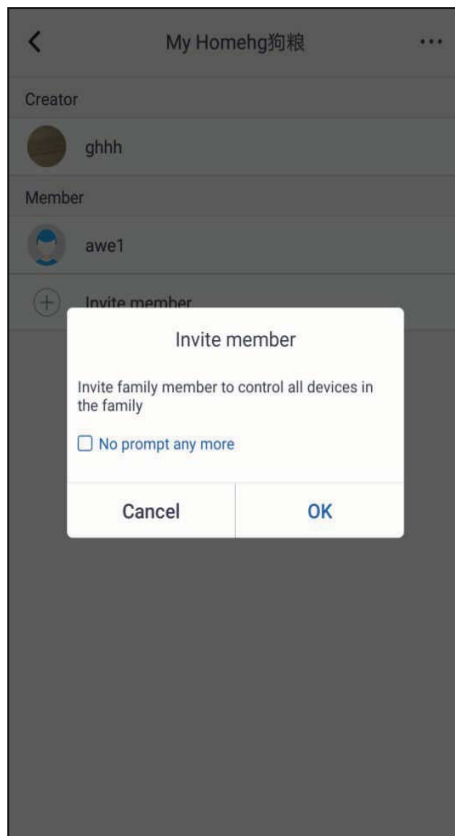 My Homehg狗粮
Creator
ghhh
Member
awe1
Invite member
Invite member
Invite family member to control all devices in
the family
No prompt any more
Cancel
OK